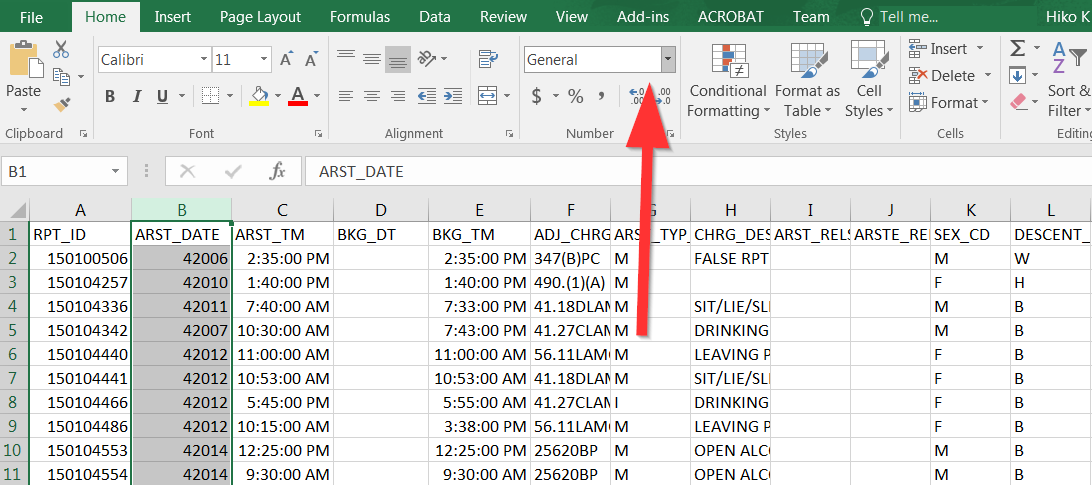 File Home Insert Page Layout Formulas Data Review View Add-ins ACROBAT Team Tell me... Hiko K
Paste Calibri 11 General Conditional Formatting Format as Table Cell Styles Insert Delete Format Sort & Filter
B I U A $ % , .00
Clipboard Font Alignment Number Styles Cells Editing
B1 fx ARST_DATE
A B C D E F G H I J K L
1 RPT_ID ARST_DATE ARST_TM BKG_DT BKG_TM ADJ_CHRG ARST_TYP_ CHRG_DES ARST_RELS ARSTE_REL SEX_CD DESCENT_
2 150100506 42006 2:35:00 PM 2:35:00 PM 347(B)PC M FALSE RPT M W
3 150104257 42010 1:40:00 PM 1:40:00 PM 490.(1)(A) M F H
4 150104336 42011 7:40:00 AM 7:33:00 PM 41.18DLAM M SIT/LIE/SLE M B
5 150104342 42007 10:30:00 AM 7:43:00 PM 41.27CLAM M DRINKING M B
6 150104440 42012 11:00:00 AM 11:00:00 AM 56.11LAMC M LEAVING P F B
7 150104441 42012 10:53:00 AM 10:53:00 AM 41.18DLAM M SIT/LIE/SLE F B
8 150104466 42012 5:45:00 PM 5:55:00 AM 41.27CLAM I DRINKING F B
9 150104486 42012 10:15:00 AM 3:38:00 PM 56.11LAMC M LEAVING P F B
10 150104553 42014 12:25:00 PM 12:25:00 PM 25620BP M OPEN ALCO M B
11 150104554 42014 9:30:00 AM 9:30:00 AM 25620BP M OPEN ALCO M B